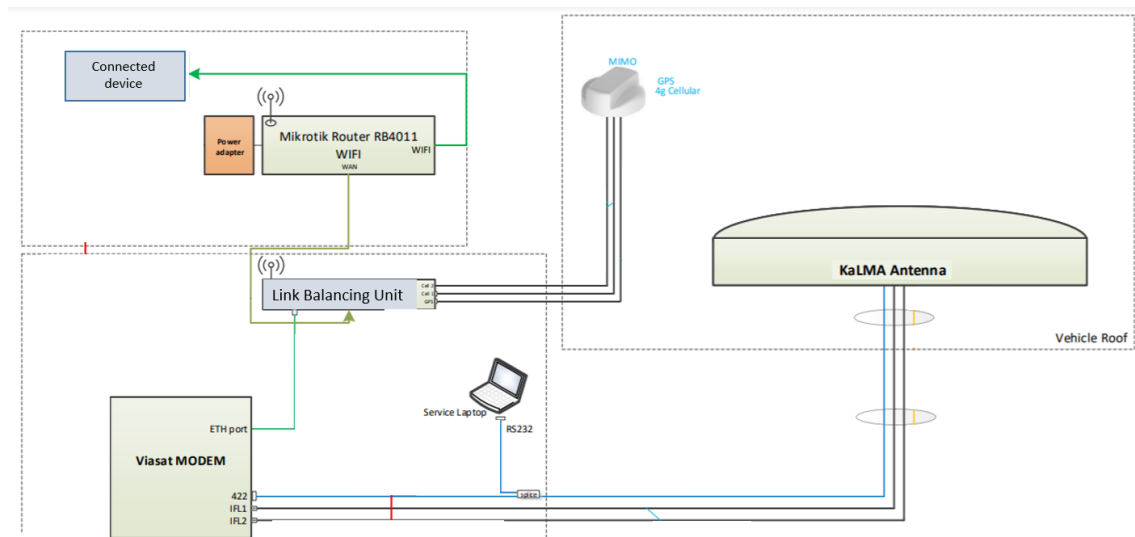 Connected
device
Power
adapter
Mikrotik Router RB4011
WIFI
WIFI
WAN
MIMO
GPS
4g Cellular
KaLMA Antenna
Vehicle Roof
Link Balancing Unit
Cell 2
Cell 1
GPS
Service Laptop
RS232
splice
ETH port
Viasat MODEM
422
IFL1
IFL2